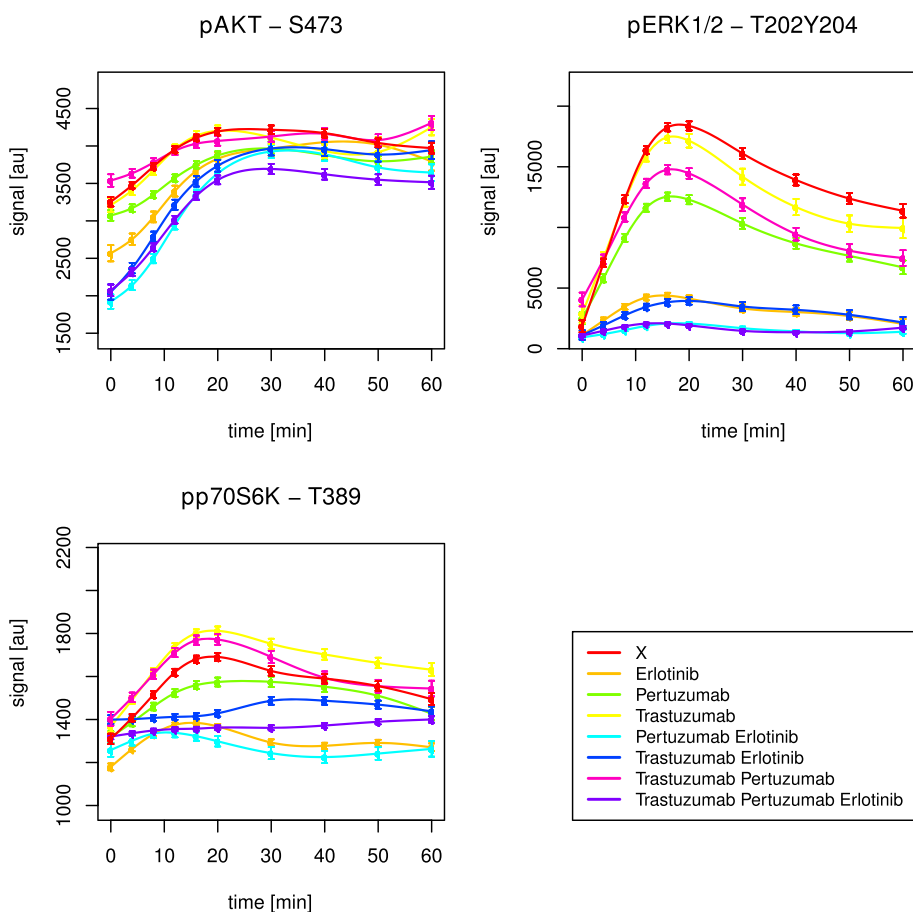 pAKT – S473
signal [au]
4500
3500
2500
1500
0 10 20 30 40 50 60
time [min]
pERK1/2 – T202Y204
signal [au]
15000
5000
0
0 10 20 30 40 50 60
time [min]
pp70S6K – T389
signal [au]
2200
1800
1400
1000
0 10 20 30 40 50 60
time [min]
X
Erlotinib
Pertuzumab
Trastuzumab
Pertuzumab Erlotinib
Trastuzumab Erlotinib
Trastuzumab Pertuzumab
Trastuzumab Pertuzumab Erlotinib